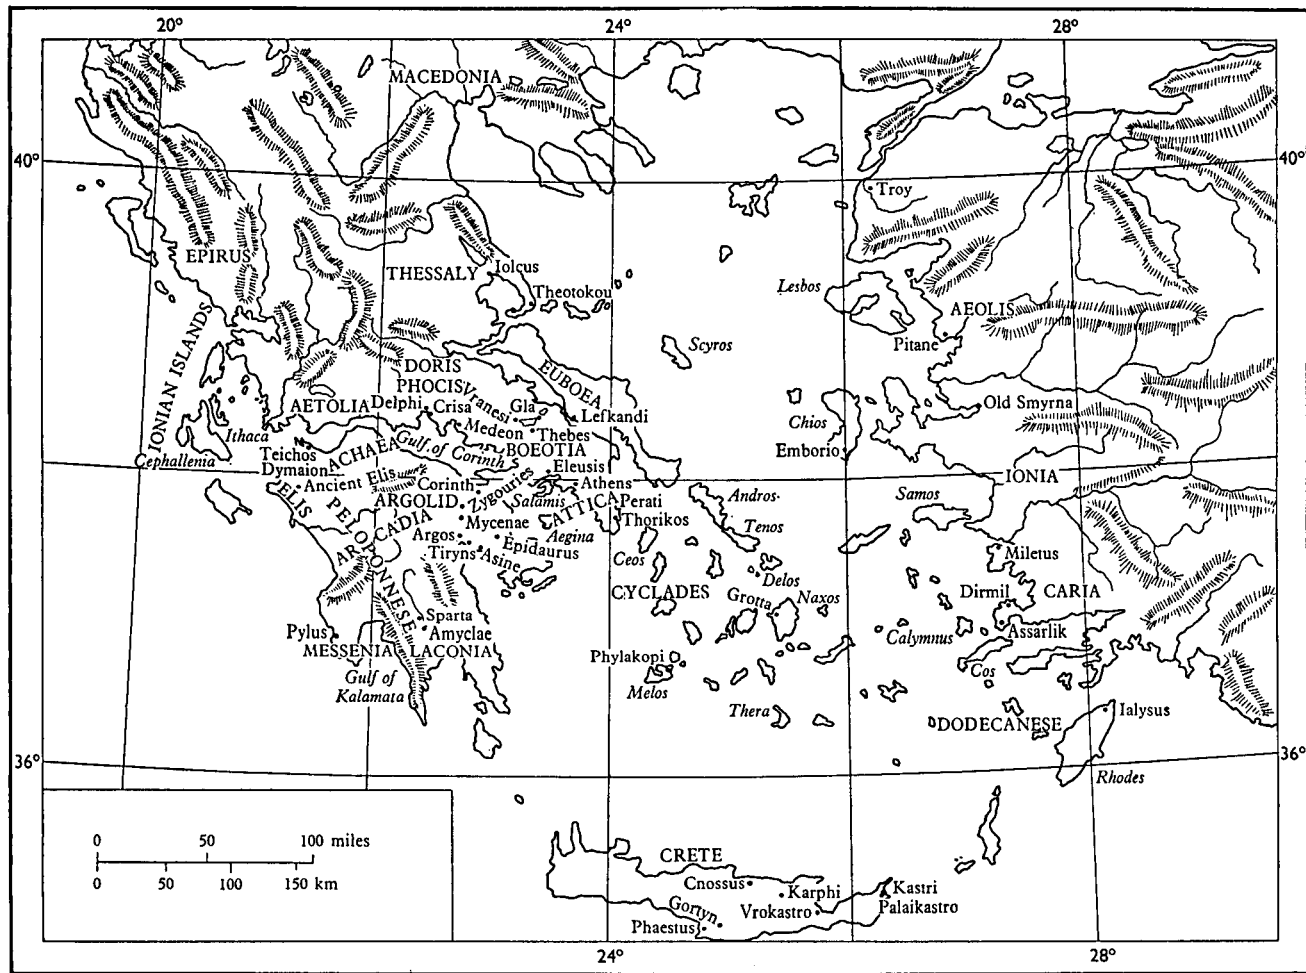 20°
24°
28°
MACEDONIA
40°
40°
Troy
EPIRUS
THESSALY
Iolcus
Theotokou
Lesbos
AEOLIS
Pitane
IONIAN ISLANDS
Scyros
DORIS
PHOCIS
EUBOEA
Vranesi
Gla
AETOLIA
Delphi
Crisa
Lefkandi
Old Smyrna
Chios
Ithaca
Medeon
Thebes
Emborio
Cephallenia
Teichos
Dymaion
ACHAEA
Gulf of Corinth
BOEOTIA
Eleusis
IONIA
Ancient Elis
Corinth
Athens
ELIS
ARGOLID
Zygouries
Salamis
ATTICA
Perati
Andros
Samos
PELOPONNESE
ARCADIA
Mycenae
Aegina
Thorikos
Tenos
Argos
Epidaurus
Miletus
Tiryns
Asine
Ceos
Delos
CYCLADES
Grotta
Naxos
Dirmil
CARIA
Sparta
Pylus
Amyclae
Calymnus
Assarlik
MESSENIA
LACONIA
Phylakopi
Cos
Gulf of
Kalamata
Melos
Thera
DODECANESE
Ialysus
36°
36°
Rhodes
0 50 100 miles
0 50 100 150 km
CRETE
Cnossus
Karphi
Kastri
Gortyn
Vrokastro
Palaikastro
Phaestus
24°
28°